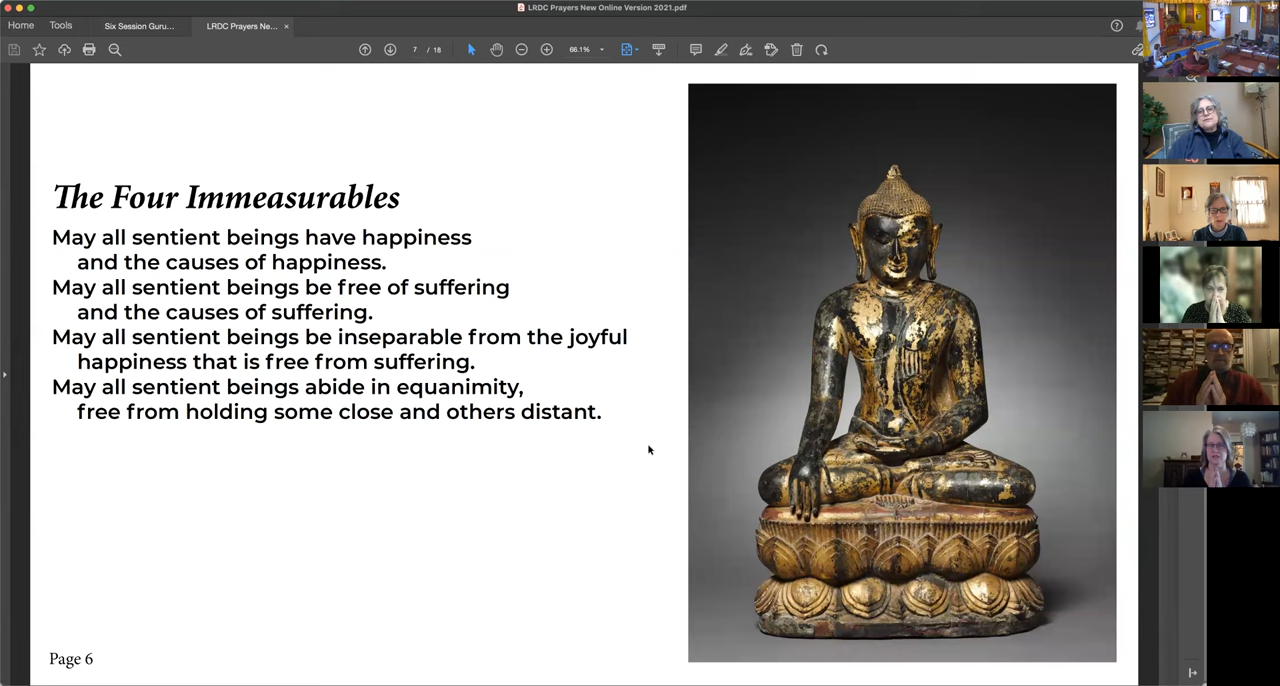 LRDC Prayers New Online Version 2021.pdf
Home Tools Six Session Guru... LRDC Prayers Ne... ×
7 / 18 66.1%
The Four Immeasurables
May all sentient beings have happiness
and the causes of happiness.
May all sentient beings be free of suffering
and the causes of suffering.
May all sentient beings be inseparable from the joyful
happiness that is free from suffering.
May all sentient beings abide in equanimity,
free from holding some close and others distant.
Page 6